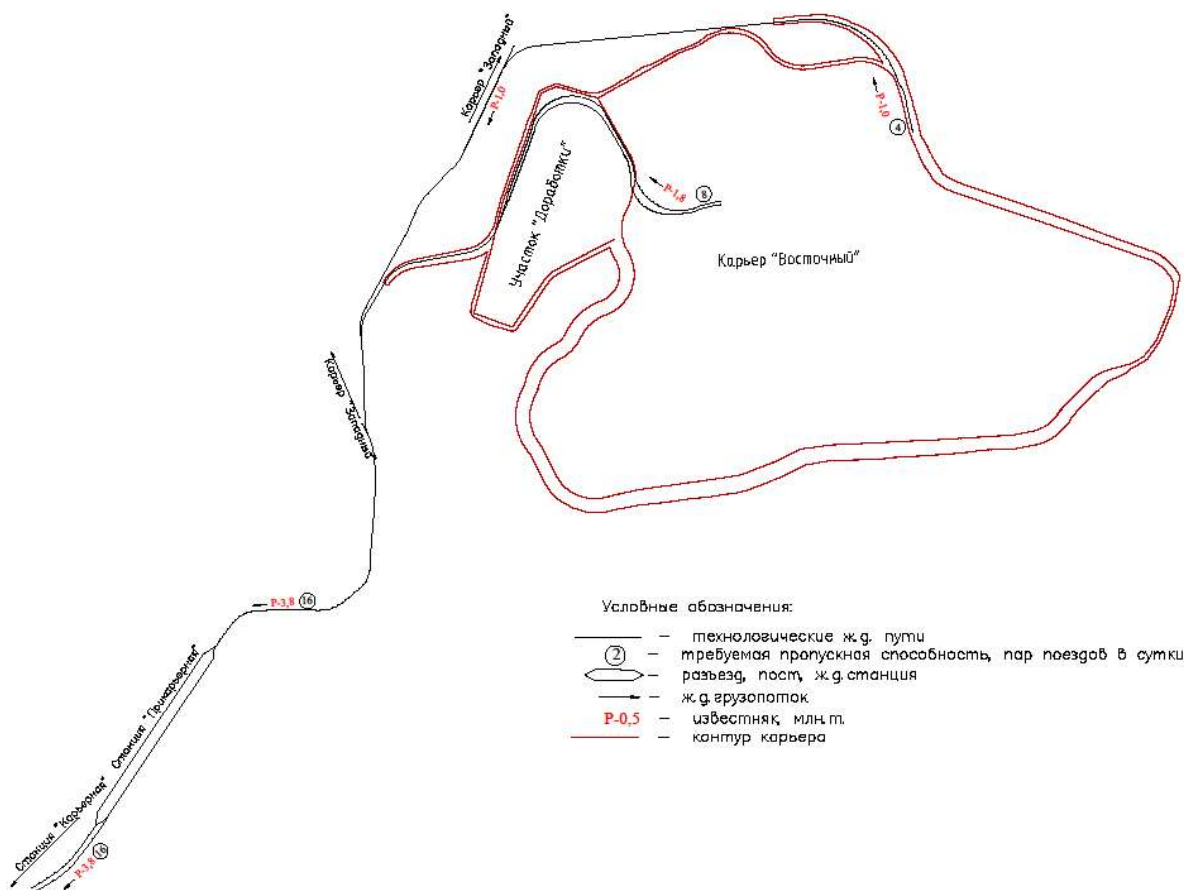 Карьер "Западный"
Р-1,0
Р-1,0
4
Р-1,8
8
Участок "Доработки"
Карьер "Восточный"
Карьер "Западный"
Р-3,8 16
Станция "Прикарьерная"
Станция "Карьерная"
Р-3,8 16
Условные обозначения:
– технологические ж.д. пути
2 – требуемая пропускная способность, пар поездов в сутки
– разъезд, пост, ж.д.станция
– ж.д.грузопоток
Р-0,5 – известняк, млн.т.
– контур карьера